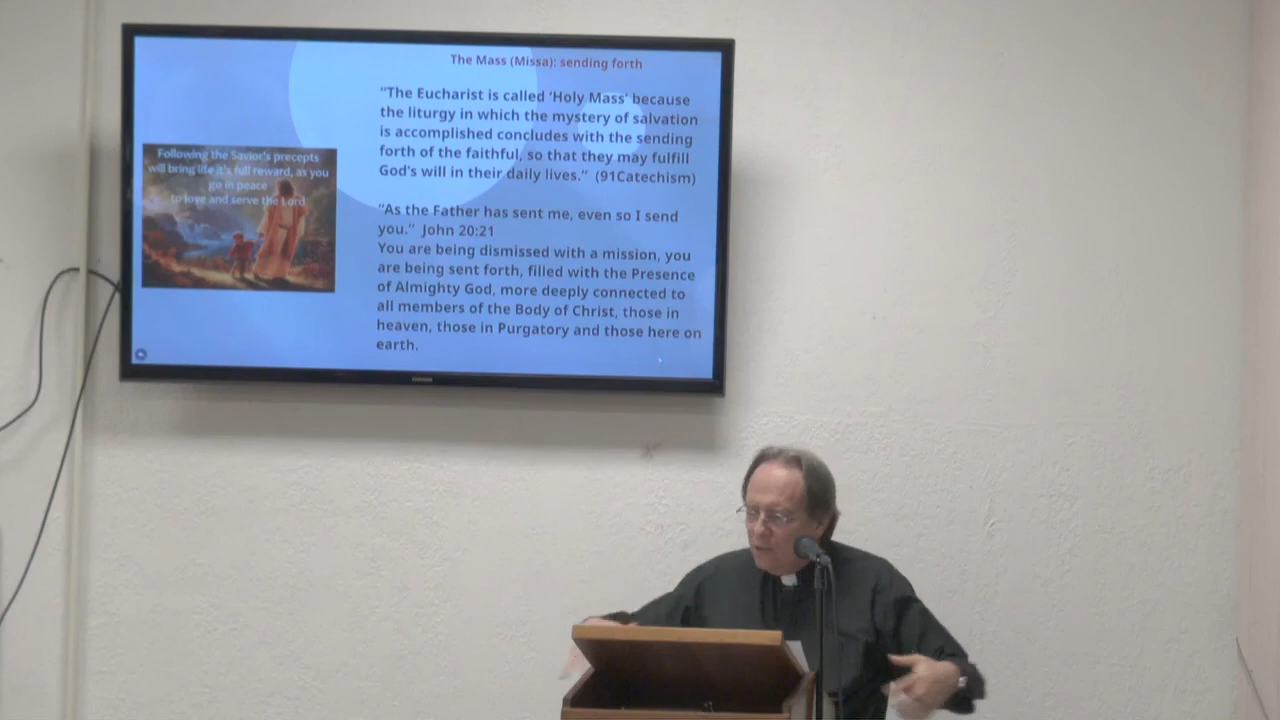 The Mass (Missa): sending forth
"The Eucharist is called 'Holy Mass' because
the liturgy in which the mystery of salvation
is accomplished concludes with the sending
forth of the faithful, so that they may fulfill
God's will in their daily lives." (91Catechism)
"As the Father has sent me, even so I send
you." John 20:21
You are being dismissed with a mission, you
are being sent forth, filled with the Presence
of Almighty God, more deeply connected to
all members of the Body of Christ, those in
heaven, those in Purgatory and those here on
earth.
Following the Savior's precepts
will bring life it's full reward, as you
go in peace
to love and serve the Lord
SAMSUNG